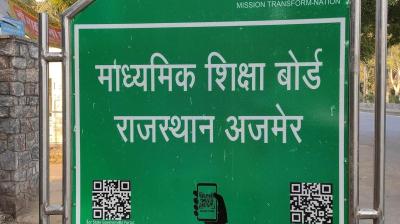 MISSION TRANSFORM-NATION
माध्यमिक शिक्षा बोर्ड
राजस्थान अजमेर